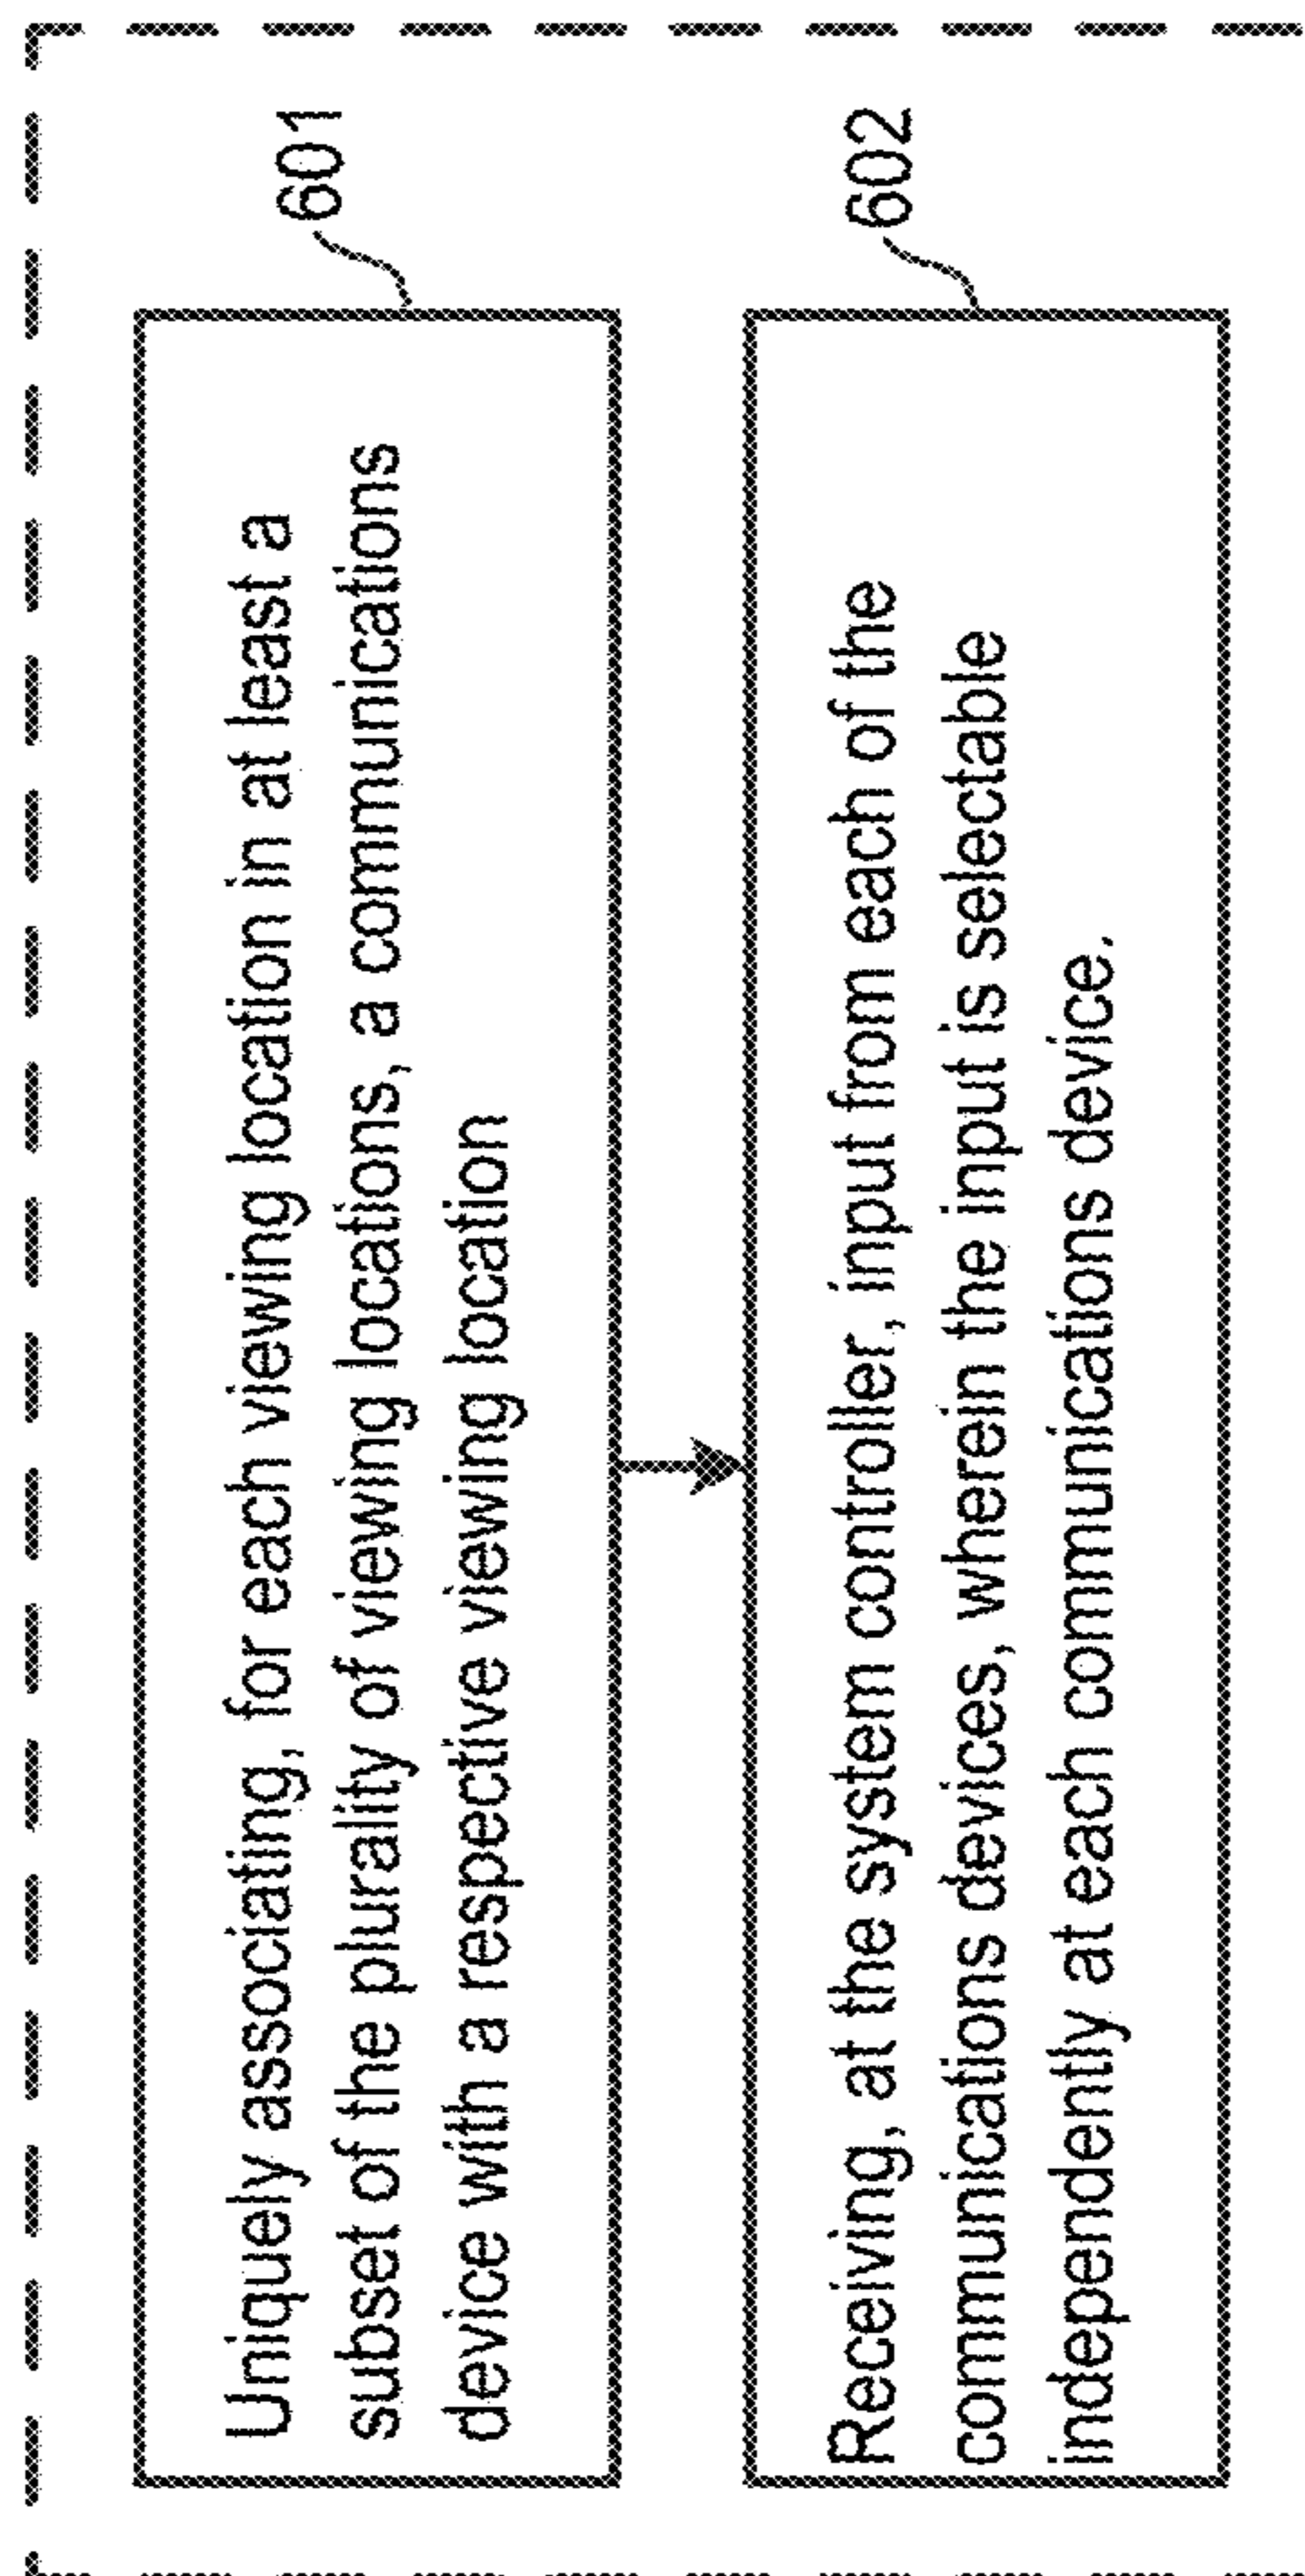 Uniquely associating, for each viewing location in at least a
subset of the plurality of viewing locations, a communications
device with a respective viewing location
601
Receiving, at the system controller, input from each of the
communications devices, wherein the input is selectable
independently at each communications device.
602